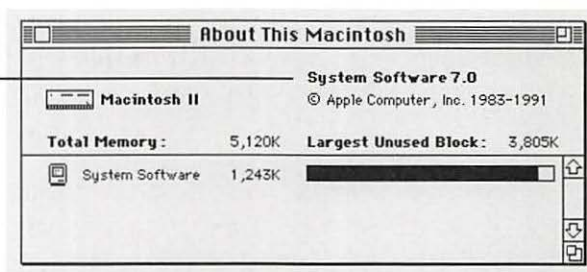 About This Macintosh
System Software 7.0
Macintosh II
© Apple Computer, Inc. 1983-1991
Total Memory : 5,120K Largest Unused Block : 3,805K
System Software 1,243K